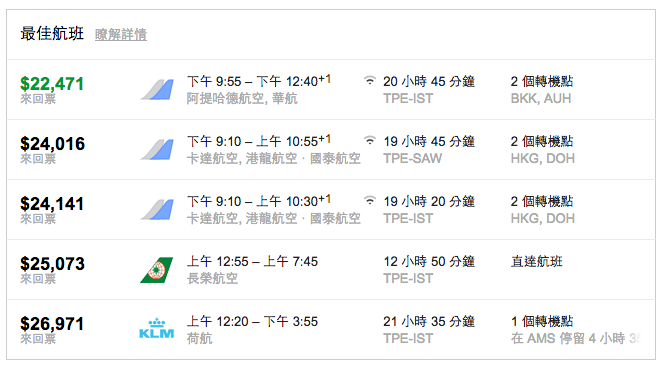 最佳航班 瞭解詳情
$22,471 下午 9:55 – 下午 12:40+1 20 小時 45 分鐘 2 個轉機點
來回票 阿提哈德航空, 華航 TPE-IST BKK, AUH
$24,016 下午 9:10 – 上午 10:55+1 19 小時 45 分鐘 2 個轉機點
來回票 卡達航空, 港龍航空 · 國泰航空 TPE-SAW HKG, DOH
$24,141 下午 9:10 – 上午 10:30+1 19 小時 20 分鐘 2 個轉機點
來回票 卡達航空, 港龍航空 · 國泰航空 TPE-IST HKG, DOH
$25,073 上午 12:55 – 上午 7:45 12 小時 50 分鐘 直達航班
來回票 長榮航空 TPE-IST
$26,971 KLM 上午 12:20 – 下午 3:55 21 小時 35 分鐘 1 個轉機點
來回票 荷航 TPE-IST 在 AMS 停留 4 小時